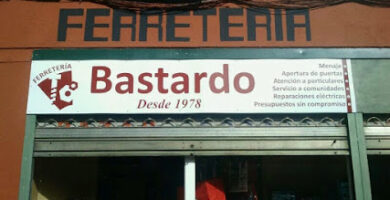 FERRETERIA
FERRETERÍA
Bastardo
Desde 1978
Menaje
Apertura de puertas
Atención a particulares
Servicio a comunidades
Reparaciones eléctricas
Presupuestos sin compromiso